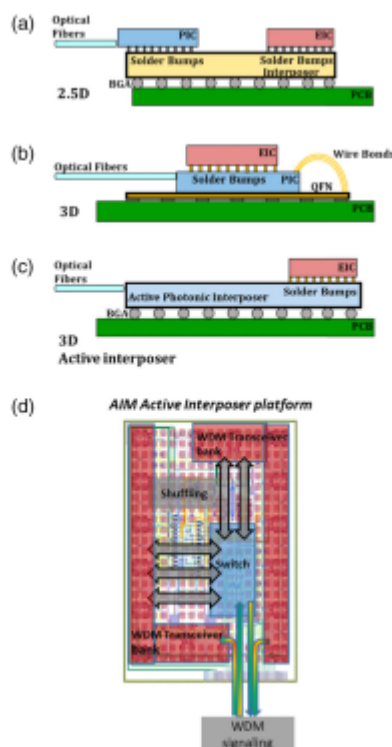 (a)
Optical
Fibers
PIC
EIC
Solder Bumps
Solder Bumps
Interposer
BGA
2.5D
PCB
(b)
Wire Bonds
EIC
Optical Fibers
Solder Bumps
PIC
QFN
3D
PCB
(c)
Optical
Fibers
EIC
Active Photonic Interposer
Solder Bumps
BGA
PCB
3D
Active interposer
(d)
AIM Active Interposer platform
WDM Transceiver
bank
Shuffling
Switch
WDM Transceiver
bank
WDM
signaling